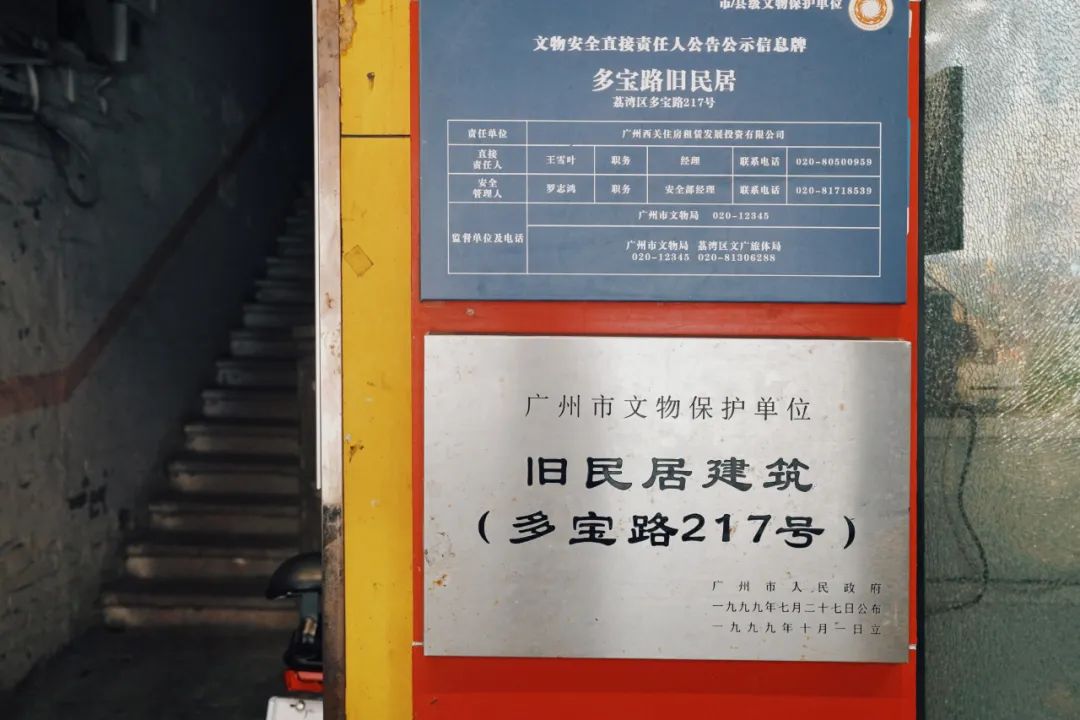 市/县级文物保护单位
文物安全直接责任人公告公示信息牌
多宝路旧民居
荔湾区多宝路217号
责任单位 广州西关住房租赁发展投资有限公司
直接责任人 王雪叶 职务 经理 联系电话 020-80500959
安全管理人 罗志鸿 职务 安全部经理 联系电话 020-81718539
监督单位及电话 广州市文物局 020-12345
广州市文物局 荔湾区文广旅体局
020-12345 020-81306288
广州市文物保护单位
旧民居建筑
（多宝路217号）
广州市人民政府
一九九九年七月二十七日公布
一九九九年十月一日立